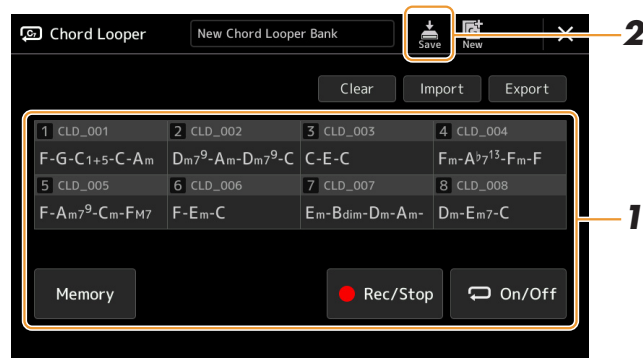 Chord Looper New Chord Looper Bank Save New
2
Clear Import Export
1 CLD_001 2 CLD_002 3 CLD_003 4 CLD_004
F-G-C1+5-C-Am Dm7⁹-Am-Dm7⁹-C C-E-C Fm-A♭7¹³-Fm-F
5 CLD_005 6 CLD_006 7 CLD_007 8 CLD_008
F-Am7⁹-Cm-FM7 F-Em-C Em-Bdim-Dm-Am- Dm-Em7-C
1
Memory Rec/Stop On/Off